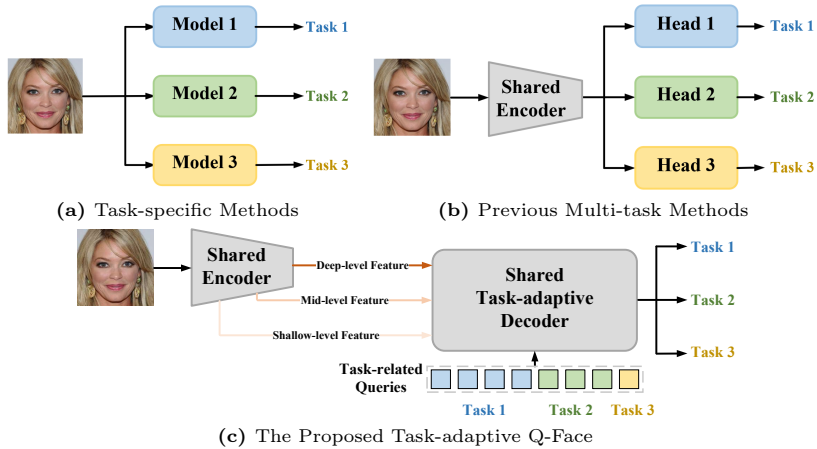 Model 1
Task 1
Model 2
Task 2
Model 3
Task 3
(a) Task-specific Methods
Shared
Encoder
Head 1
Task 1
Head 2
Task 2
Head 3
Task 3
(b) Previous Multi-task Methods
Shared
Encoder
Deep-level Feature
Mid-level Feature
Shallow-level Feature
Shared
Task-adaptive
Decoder
Task 1
Task 2
Task 3
Task-related
Queries
Task 1 Task 2 Task 3
(c) The Proposed Task-adaptive Q-Face